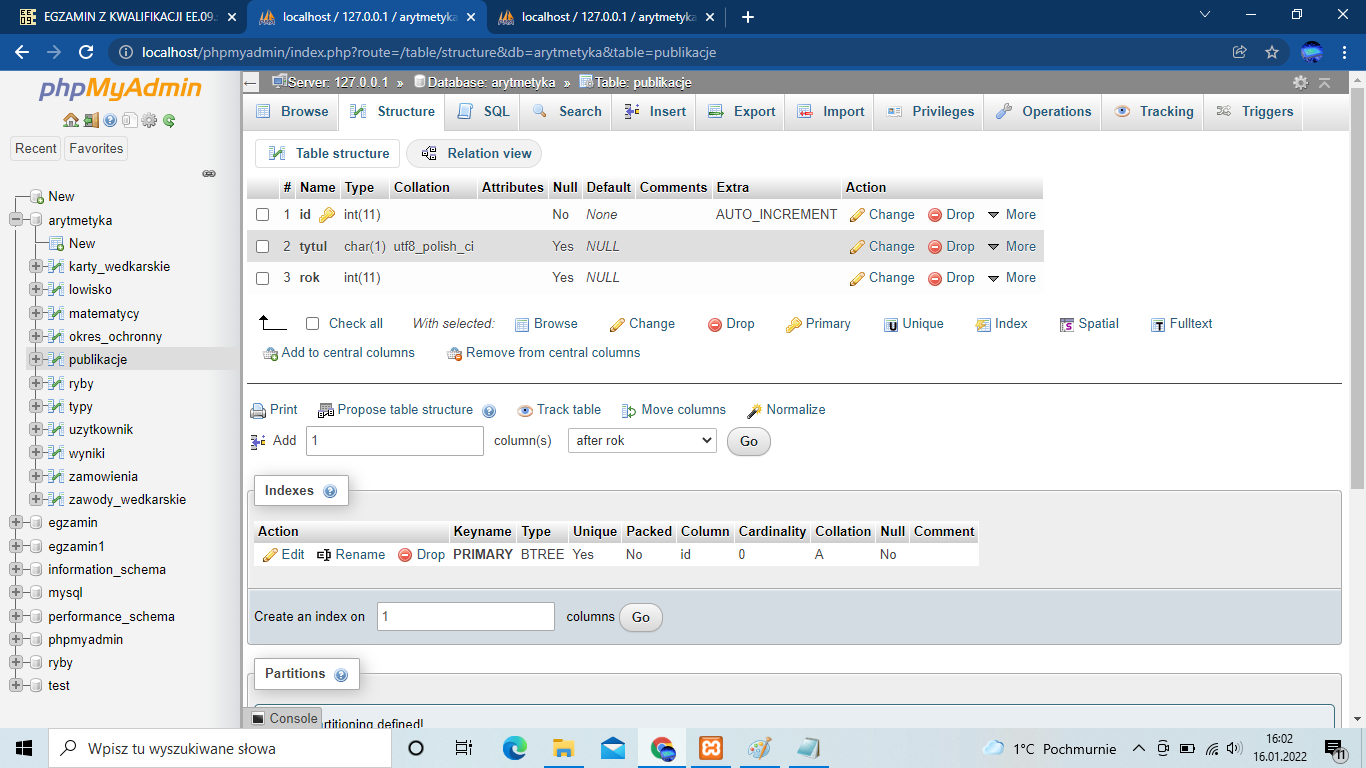 EGZAMIN Z KWALIFIKACJI EE.09.
localhost / 127.0.0.1 / arytmetyka
localhost / 127.0.0.1 / arytmetyka
localhost/phpmyadmin/index.php?route=/table/structure&db=arytmetyka&table=publikacje
phpMyAdmin
Recent Favorites
New
arytmetyka
New
karty_wedkarskie
lowisko
matematycy
okres_ochronny
publikacje
ryby
typy
uzytkownik
wyniki
zamowienia
zawody_wedkarskie
egzamin
egzamin1
information_schema
mysql
performance_schema
phpmyadmin
ryby
test
Server: 127.0.0.1 » Database: arytmetyka » Table: publikacje
Browse Structure SQL Search Insert Export Import Privileges Operations Tracking Triggers
Table structure Relation view
# Name Type Collation Attributes Null Default Comments Extra Action
1 id int(11) No None AUTO_INCREMENT Change Drop More
2 tytul char(1) utf8_polish_ci Yes NULL Change Drop More
3 rok int(11) Yes NULL Change Drop More
Check all With selected: Browse Change Drop Primary Unique Index Spatial Fulltext
Add to central columns Remove from central columns
Print Propose table structure Track table Move columns Normalize
Add 1 column(s) after rok Go
Indexes
Action Keyname Type Unique Packed Column Cardinality Collation Null Comment
Edit Rename Drop PRIMARY BTREE Yes No id 0 A No
Create an index on 1 columns Go
Partitions
Console
rtitioning defined!
Wpisz tu wyszukiwane słowa
1°C Pochmurnie
16:02
16.01.2022
11